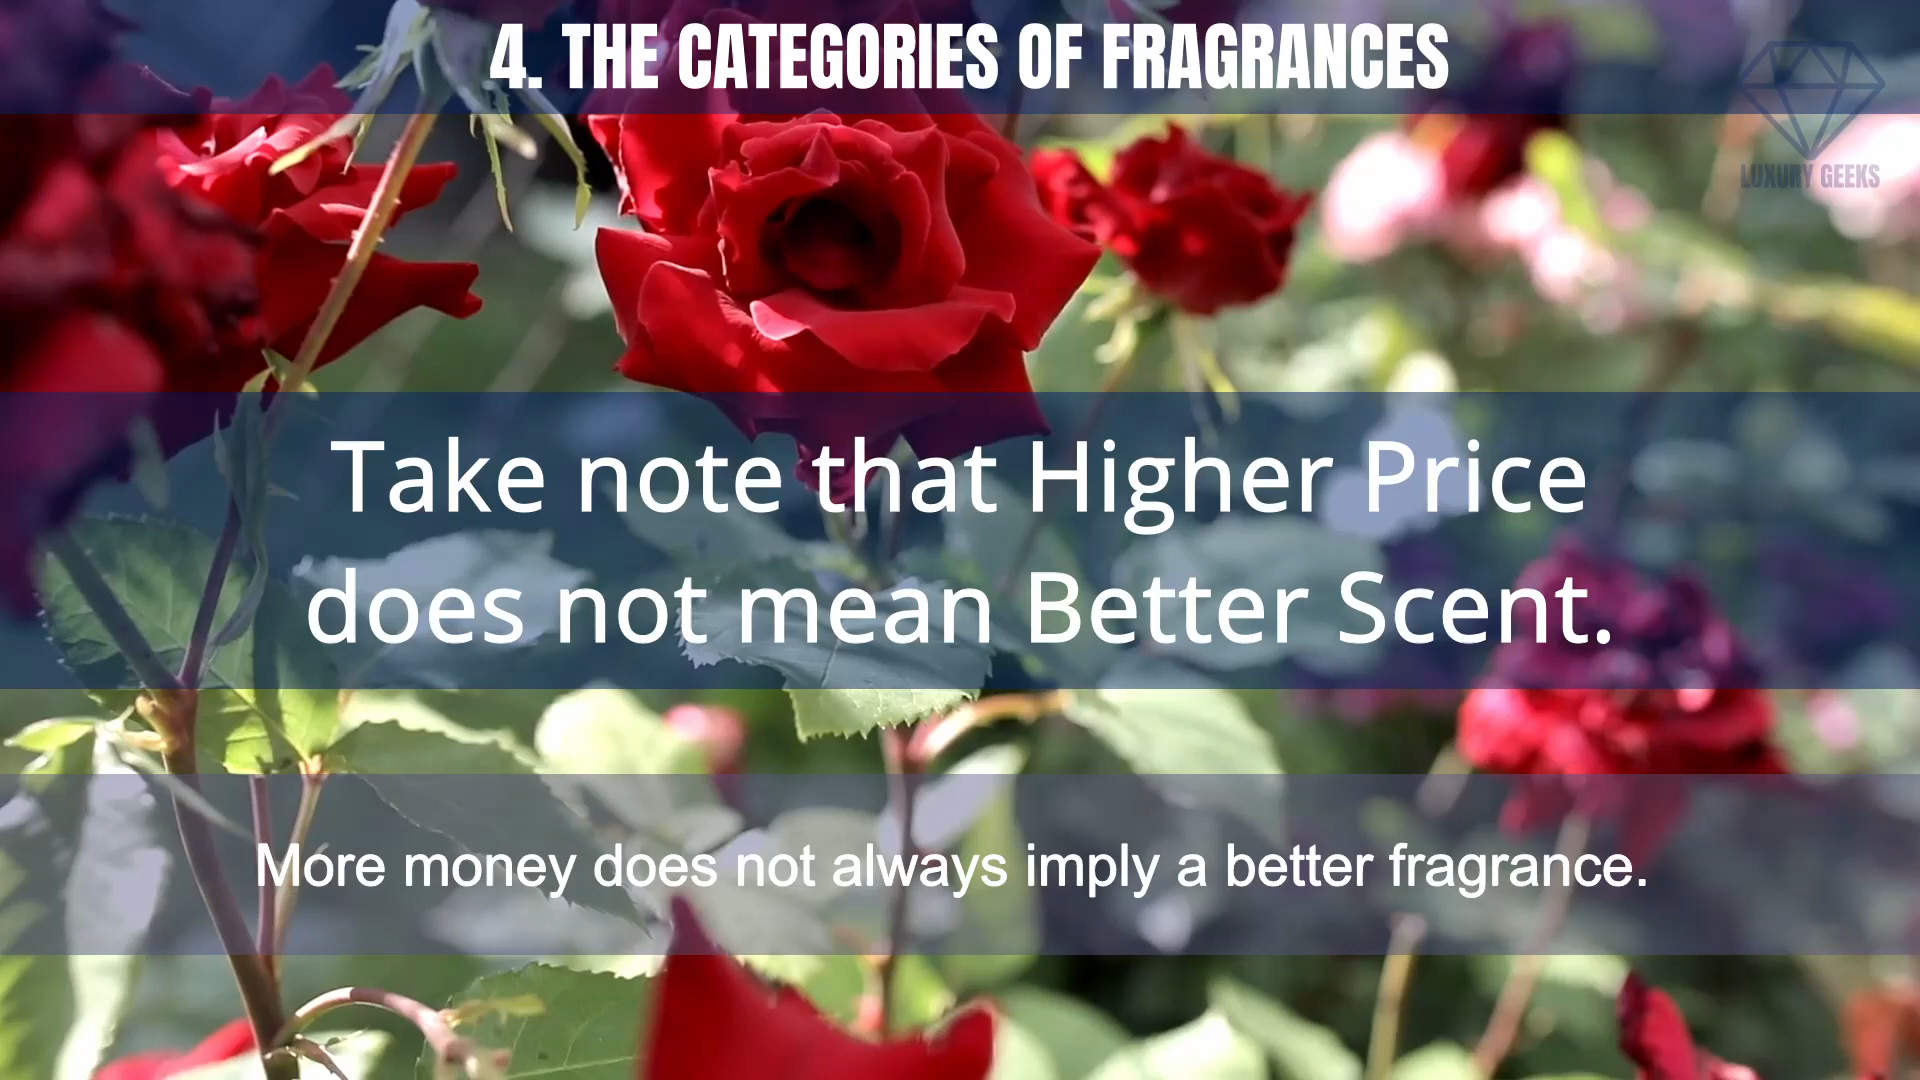 4. THE CATEGORIES OF FRAGRANCES
LUXURY GEEKS
Take note that Higher Price
does not mean Better Scent.
More money does not always imply a better fragrance.